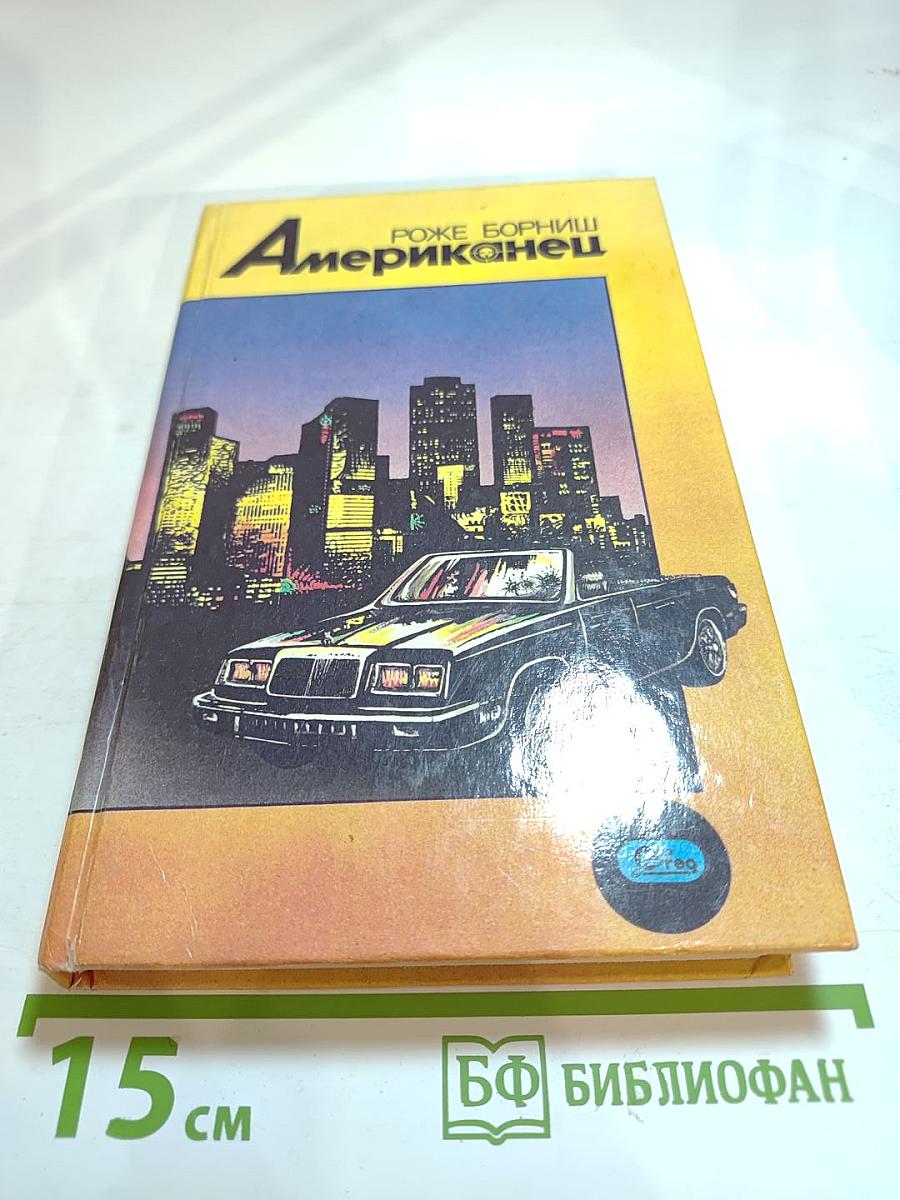 РОЖЕ БОРНИШ
Американец
15 см
БФ БИБЛИОФАН